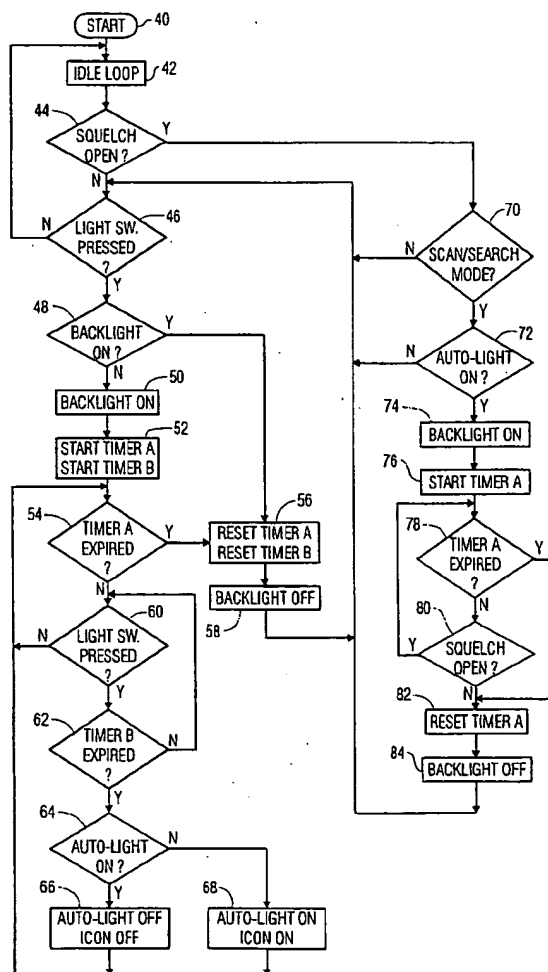 START
40
IDLE LOOP
42
44
SQUELCH
OPEN ?
Y
N
46
LIGHT SW.
PRESSED
?
N
Y
48
BACKLIGHT
ON ?
Y
N
50
BACKLIGHT ON
52
START TIMER A
START TIMER B
54
TIMER A
EXPIRED
?
Y
N
56
RESET TIMER A
RESET TIMER B
BACKLIGHT OFF
58
60
LIGHT SW.
PRESSED
?
N
Y
62
TIMER B
EXPIRED
?
N
Y
64
AUTO-LIGHT
ON ?
N
Y
66
AUTO-LIGHT OFF
ICON OFF
68
AUTO-LIGHT ON
ICON ON
70
SCAN/SEARCH
MODE?
N
Y
72
AUTO-LIGHT
ON ?
N
Y
74
BACKLIGHT ON
76
START TIMER A
78
TIMER A
EXPIRED
?
Y
N
80
SQUELCH
OPEN ?
Y
N
82
RESET TIMER A
84
BACKLIGHT OFF